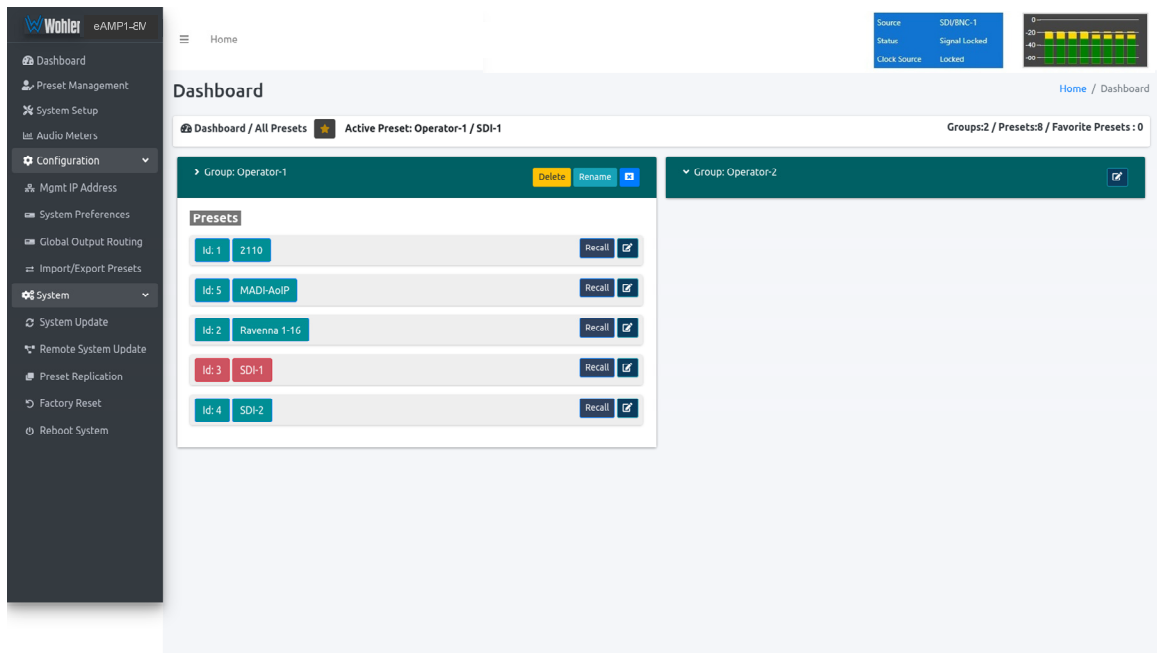 Wohler eAMP1-8M
Dashboard
Preset Management
System Setup
Audio Meters
Configuration
Mgmt IP Address
System Preferences
Global Output Routing
Import/Export Presets
System
System Update
Remote System Update
Preset Replication
Factory Reset
Reboot System
Home
Source SDI/BNC-1
Status Signal Locked
Clock Source Locked
0
-20
-40
-oo
Dashboard
Home / Dashboard
Dashboard / All Presets Active Preset: Operator-1 / SDI-1
Groups:2 / Presets:8 / Favorite Presets : 0
Group: Operator-1 Delete Rename
Presets
Id: 1 2110 Recall
Id: 5 MADI-AoIP Recall
Id: 2 Ravenna 1-16 Recall
Id: 3 SDI-1 Recall
Id: 4 SDI-2 Recall
Group: Operator-2